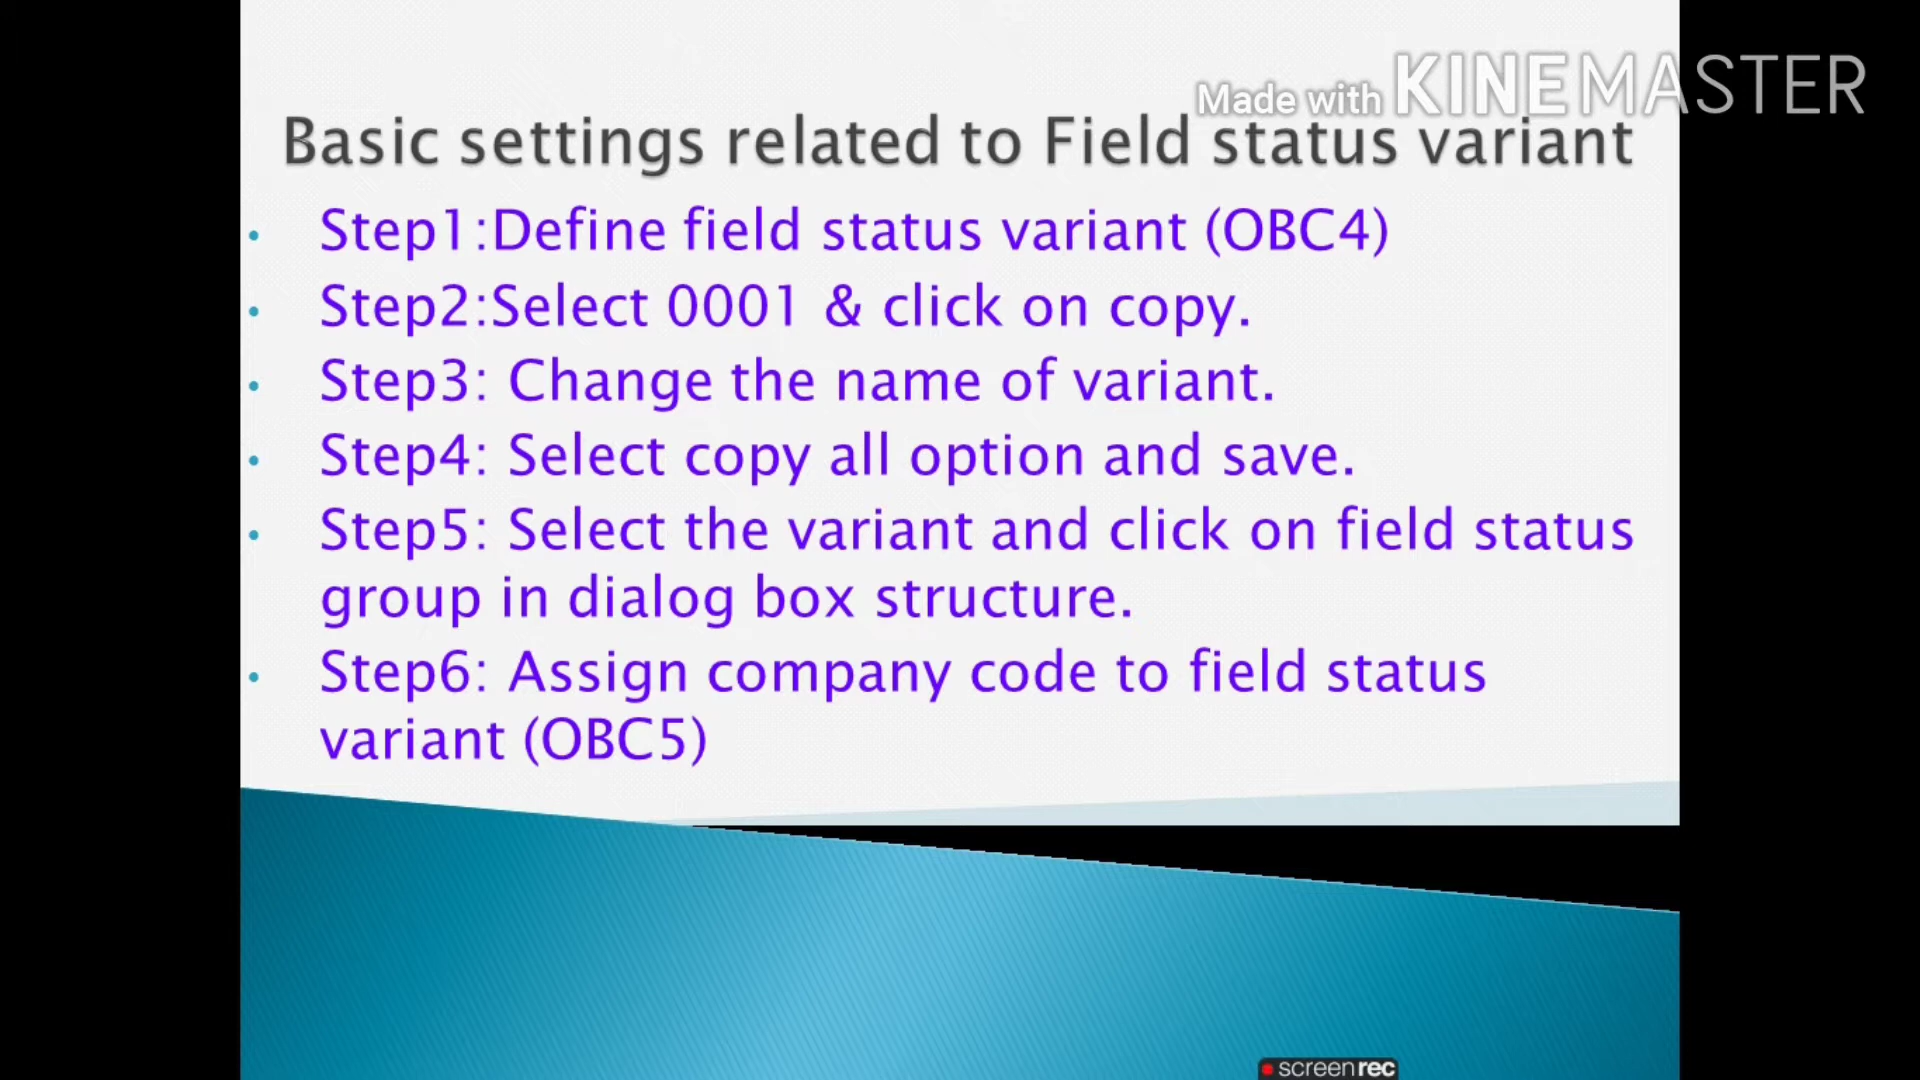 Made with KINEMASTER
Basic settings related to Field status variant
• Step1:Define field status variant (OBC4)
• Step2:Select 0001 & click on copy.
• Step3: Change the name of variant.
• Step4: Select copy all option and save.
• Step5: Select the variant and click on field status
group in dialog box structure.
• Step6: Assign company code to field status
variant (OBC5)
screenrec